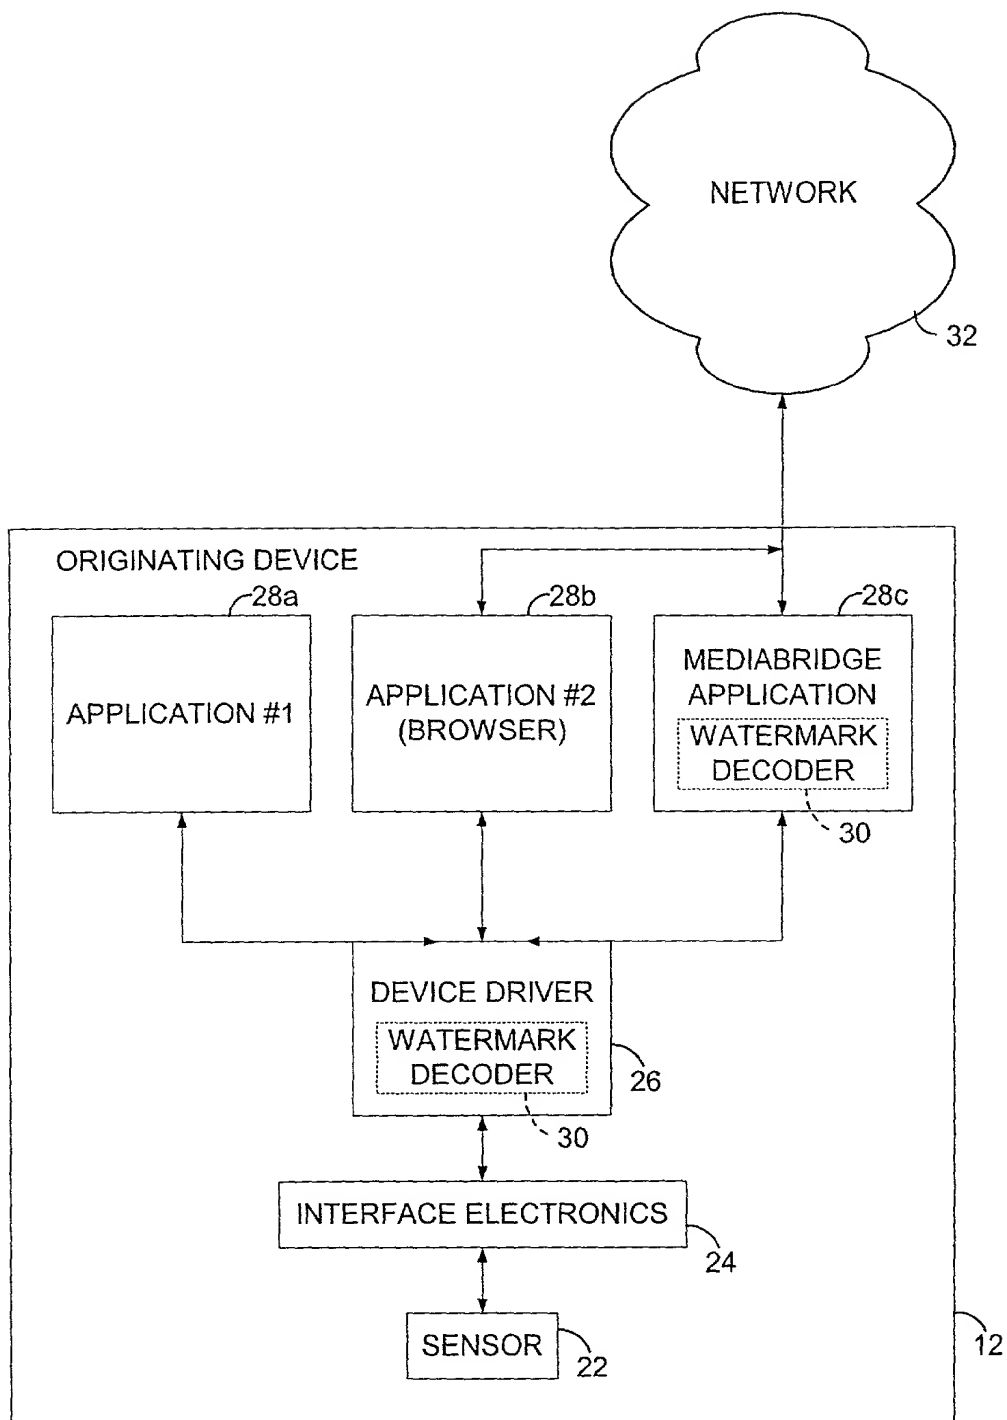 NETWORK
32
ORIGINATING DEVICE
28a
28b
28c
APPLICATION #1
APPLICATION #2
(BROWSER)
MEDIABRIDGE
APPLICATION
WATERMARK
DECODER
30
DEVICE DRIVER
WATERMARK
DECODER
26
30
INTERFACE ELECTRONICS
24
SENSOR
22
12